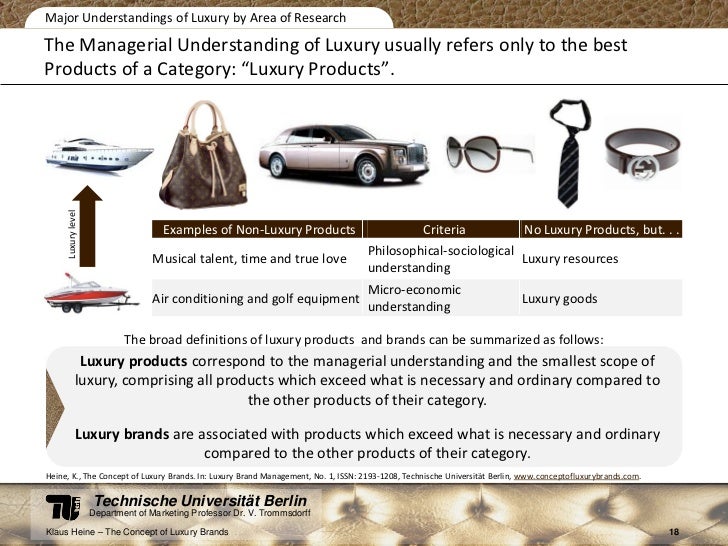 Major Understandings of Luxury by Area of Research
The Managerial Understanding of Luxury usually refers only to the best
Products of a Category: “Luxury Products”.
Luxury level
Examples of Non-Luxury Products Criteria No Luxury Products, but. . .
Musical talent, time and true love Philosophical-sociological understanding Luxury resources
Air conditioning and golf equipment Micro-economic understanding Luxury goods
The broad definitions of luxury products and brands can be summarized as follows:
Luxury products correspond to the managerial understanding and the smallest scope of
luxury, comprising all products which exceed what is necessary and ordinary compared to
the other products of their category.
Luxury brands are associated with products which exceed what is necessary and ordinary
compared to the other products of their category.
Heine, K., The Concept of Luxury Brands. In: Luxury Brand Management, No. 1, ISSN: 2193-1208, Technische Universität Berlin, www.conceptofluxurybrands.com.
Technische Universität Berlin
Department of Marketing Professor Dr. V. Trommsdorff
Klaus Heine – The Concept of Luxury Brands 18